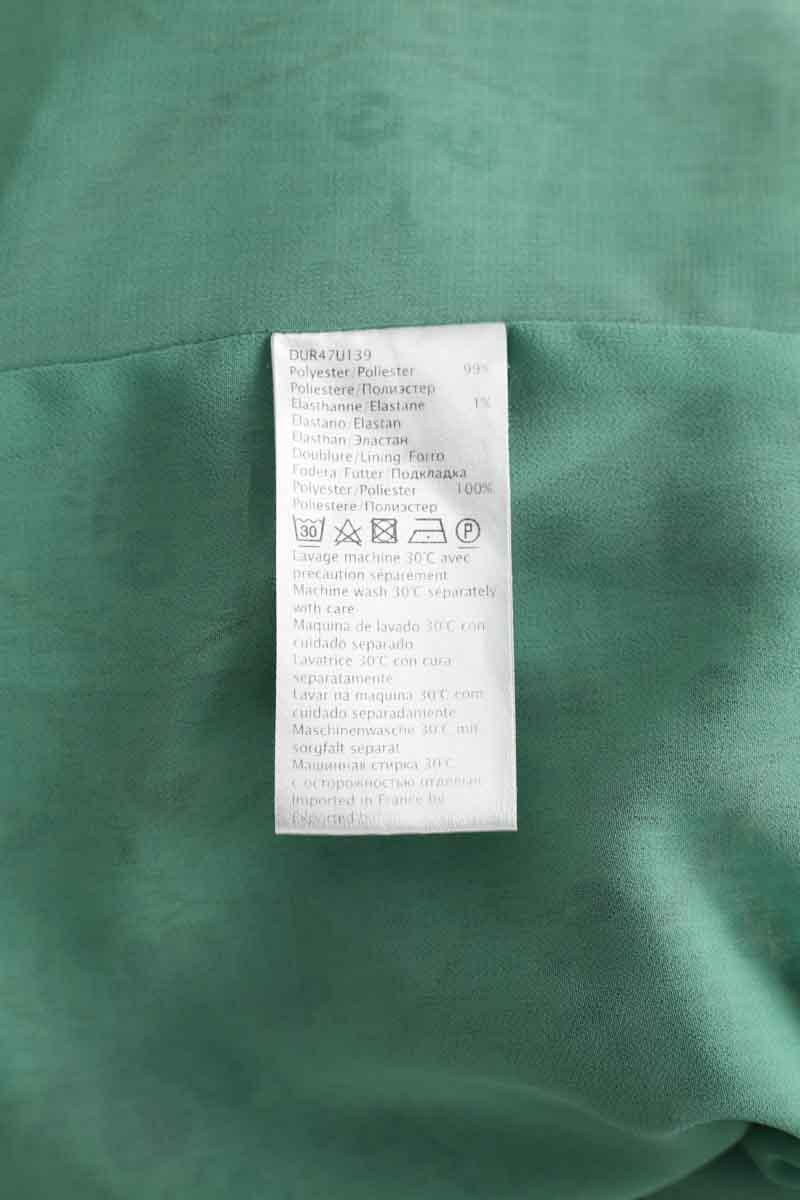 DUR47U139
Polyester/Poliester 99%
Poliestere/Полиэстер
Elasthanne/Elastane 1%
Elastano/Elastan
Elasthan/Эластан
Doublure/Lining/Forro
Fodera/Futter/Подкладка
Polyester/Poliester 100%
Poliestere/Полиэстер
30 P
Lavage machine 30°C avec
precaution séparement
Machine wash 30°C separately
with care
Maquina de lavado 30°C con
cuidado separado
Lavatrice 30°C con cura
separatamente
Lavar na maquina 30°C com
cuidado separadamente
Maschinenwasche 30°C mit
sorgfalt separat
Машинная стирка 30°C
с осторожностью отдельно
Imported in France by
Exported by